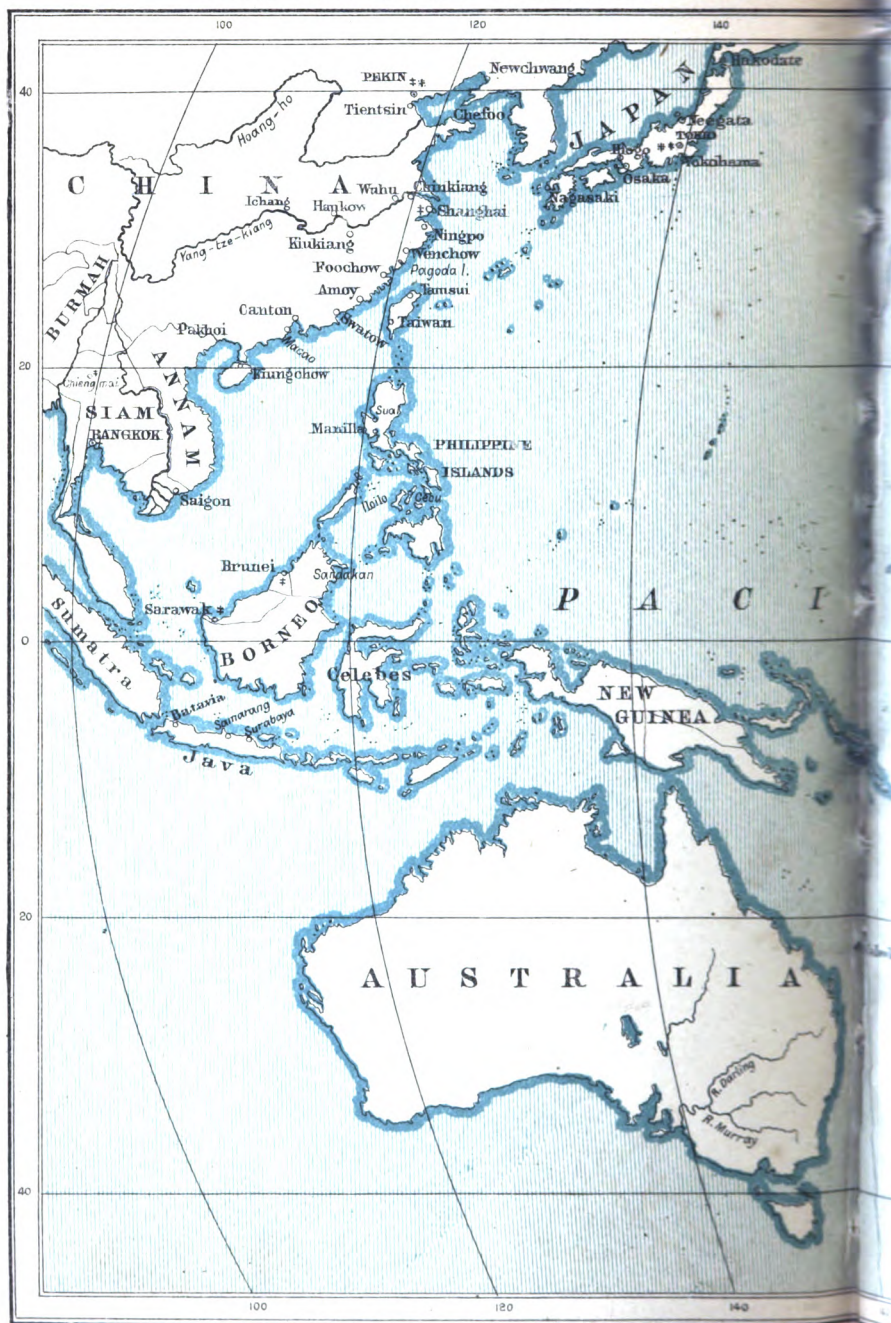 100 120 140
40
PEKIN
Newchwang
Hakodate
Tientsin
Chefoo
Hoang-ho
JAPAN
Neegata
TOKIO
Hiogo
Yokohama
Osaka
Nagasaki
CHINA
Ichang
Hankow
Wahu
Chinkiang
Shanghai
Yang-tze-kiang
Kiukiang
Ningpo
Wenchow
Foochow
Pagoda I.
BURMAH
Amoy
Tamsui
Canton
Swatow
Taiwan
Pakhoi
Macao
20
Kiungchow
ANNAM
Chiengmai
SIAM
BANGKOK
Sual
Manilla
PHILIPPINE
ISLANDS
Saigon
Iloilo
Cebu
Brunei
Sandakan
PACI
Sarawak
0
Sumatra
BORNEO
Celebes
NEW
GUINEA
Batavia
Samarang
Surabaya
Java
20
AUSTRALIA
R. Darling
R. Murray
40
100 120 140